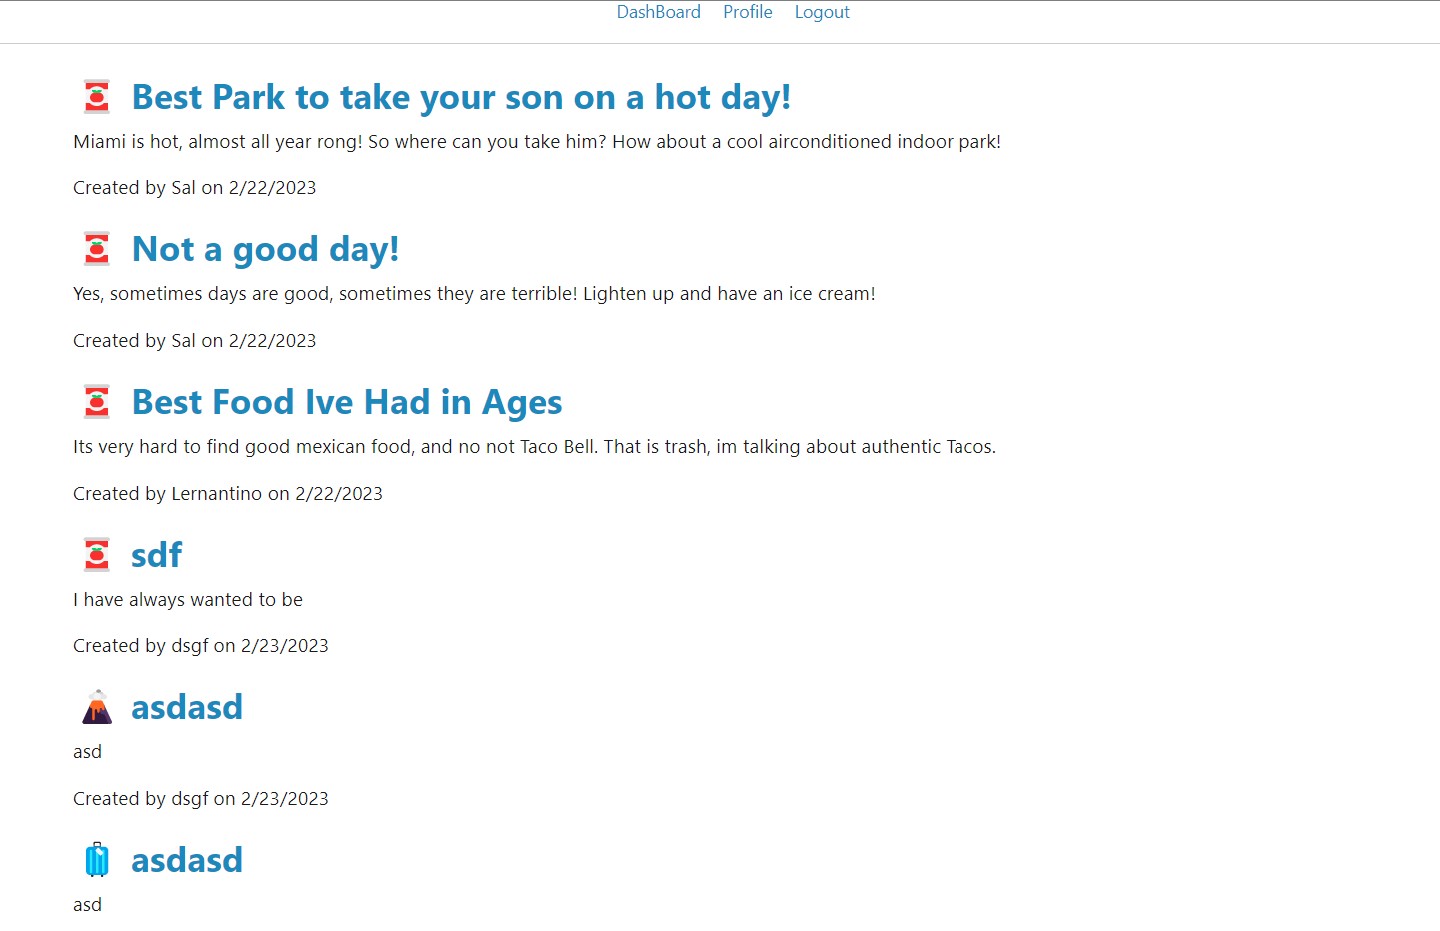 DashBoard Profile Logout
Best Park to take your son on a hot day!
Miami is hot, almost all year rong! So where can you take him? How about a cool airconditioned indoor park!
Created by Sal on 2/22/2023
Not a good day!
Yes, sometimes days are good, sometimes they are terrible! Lighten up and have an ice cream!
Created by Sal on 2/22/2023
Best Food Ive Had in Ages
Its very hard to find good mexican food, and no not Taco Bell. That is trash, im talking about authentic Tacos.
Created by Lernantino on 2/22/2023
sdf
I have always wanted to be
Created by dsgf on 2/23/2023
asdasd
asd
Created by dsgf on 2/23/2023
asdasd
asd